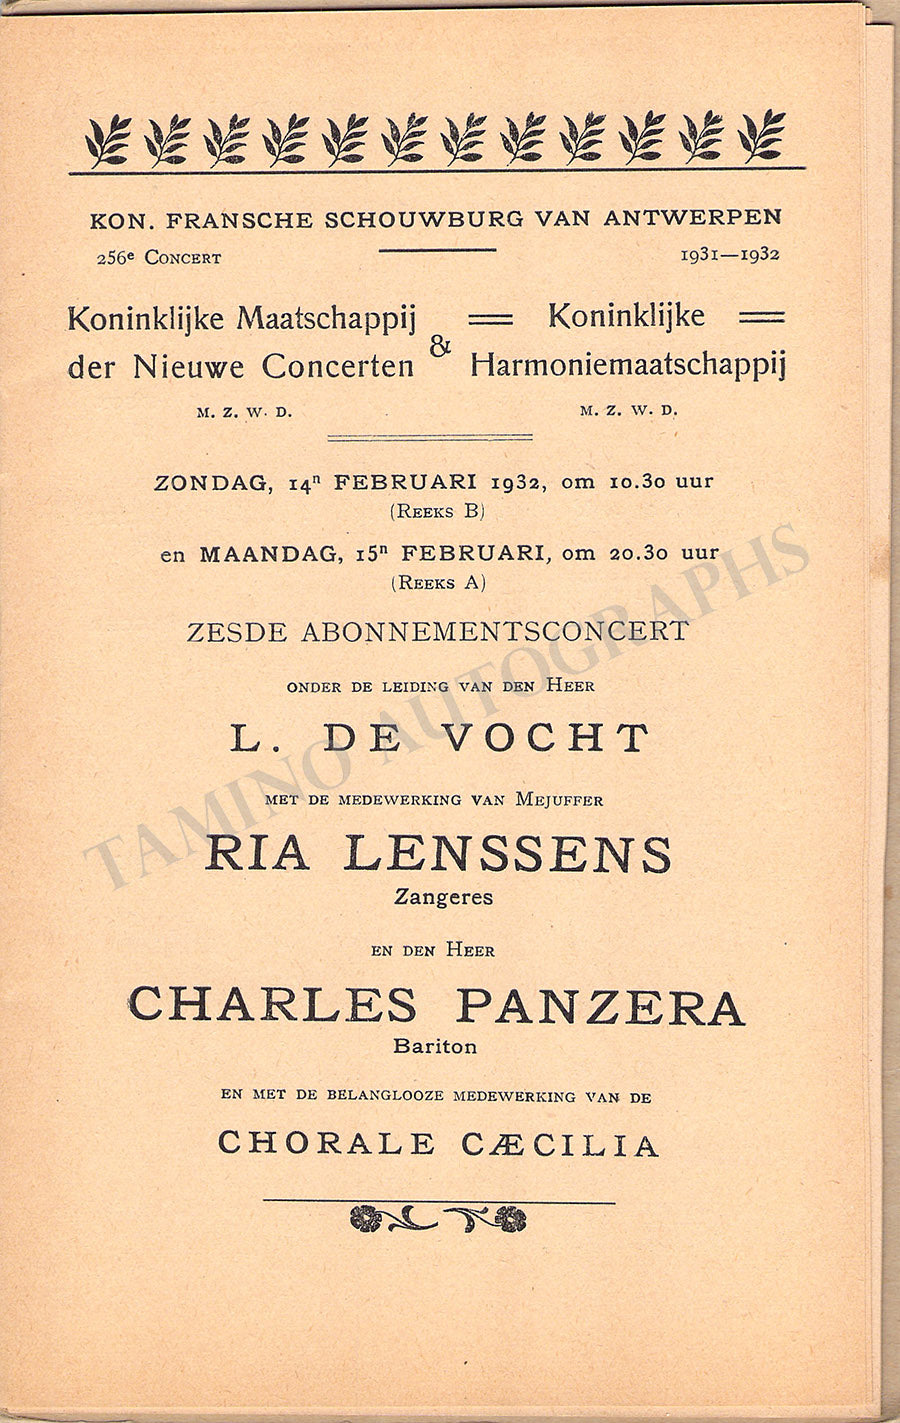 KON. FRANSCHE SCHOUWBURG VAN ANTWERPEN
256e CONCERT 1931—1932
Koninklijke Maatschappij der Nieuwe Concerten
M. Z. W. D.
&
Koninklijke Harmoniemaatschappij
M. Z. W. D.
ZONDAG, 14n FEBRUARI 1932, om 10.30 uur
(REEKS B)
en MAANDAG, 15n FEBRUARI, om 20.30 uur
(REEKS A)
ZESDE ABONNEMENTSCONCERT
ONDER DE LEIDING VAN DEN HEER
L. DE VOCHT
MET DE MEDEWERKING VAN MEJUFFER
RIA LENSSENS
Zangeres
EN DEN HEER
CHARLES PANZERA
Bariton
EN MET DE BELANGLOOZE MEDEWERKING VAN DE
CHORALE CÆCILIA
TAMINO AUTOGRAPHS